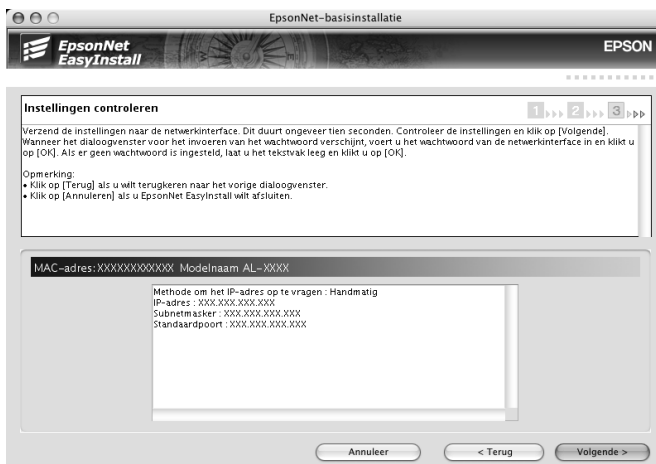 EpsonNet-basisinstallatie
EpsonNet
EasyInstall
EPSON
Instellingen controleren
1 2 3
Verzend de instellingen naar de netwerkinterface. Dit duurt ongeveer tien seconden. Controleer de instellingen en klik op [Volgende].
Wanneer het dialoogvenster voor het invoeren van het wachtwoord verschijnt, voert u het wachtwoord van de netwerkinterface in en klikt u
op [OK]. Als er geen wachtwoord is ingesteld, laat u het tekstvak leeg en klikt u op [OK].
Opmerking:
• Klik op [Terug] als u wilt terugkeren naar het vorige dialoogvenster.
• Klik op [Annuleren] als u EpsonNet EasyInstall wilt afsluiten.
MAC-adres:XXXXXXXXXXXX Modelnaam AL-XXXX
Methode om het IP-adres op te vragen : Handmatig
IP-adres : XXX.XXX.XXX.XXX
Subnetmasker : XXX.XXX.XXX.XXX
Standaardpoort : XXX.XXX.XXX.XXX
Annuleer
< Terug
Volgende >